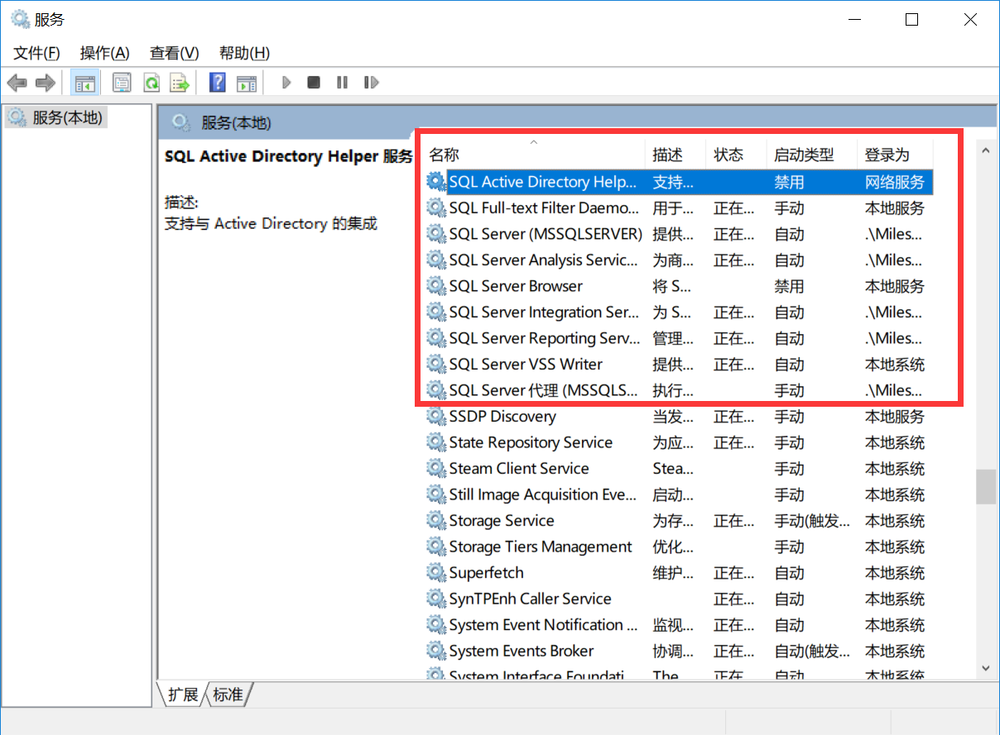 服务
文件(F) 操作(A) 查看(V) 帮助(H)
服务(本地)
服务(本地)
SQL Active Directory Helper 服务
描述:
支持与 Active Directory 的集成
名称 描述 状态 启动类型 登录为
SQL Active Directory Help... 支持... 禁用 网络服务
SQL Full-text Filter Daemo... 用于... 正在... 手动 本地服务
SQL Server (MSSQLSERVER) 提供... 正在... 自动 .\Miles...
SQL Server Analysis Servic... 为商... 正在... 自动 .\Miles...
SQL Server Browser 将 S... 禁用 本地服务
SQL Server Integration Ser... 为 S... 正在... 自动 .\Miles...
SQL Server Reporting Serv... 管理... 正在... 自动 .\Miles...
SQL Server VSS Writer 提供... 正在... 自动 本地系统
SQL Server 代理 (MSSQLS... 执行... 手动 .\Miles...
SSDP Discovery 当发... 正在... 手动 本地服务
State Repository Service 为应... 正在... 手动 本地系统
Steam Client Service Stea... 手动 本地系统
Still Image Acquisition Eve... 启动... 手动 本地系统
Storage Service 为存... 正在... 手动(触发... 本地系统
Storage Tiers Management 优化... 手动 本地系统
Superfetch 维护... 正在... 自动 本地系统
SynTPEnh Caller Service 正在... 自动 本地系统
System Event Notification ... 监视... 正在... 自动 本地系统
System Events Broker 协调... 正在... 自动(触发... 本地系统
System Interface Foundati... The... 正在... 自动 本地系统
扩展 标准